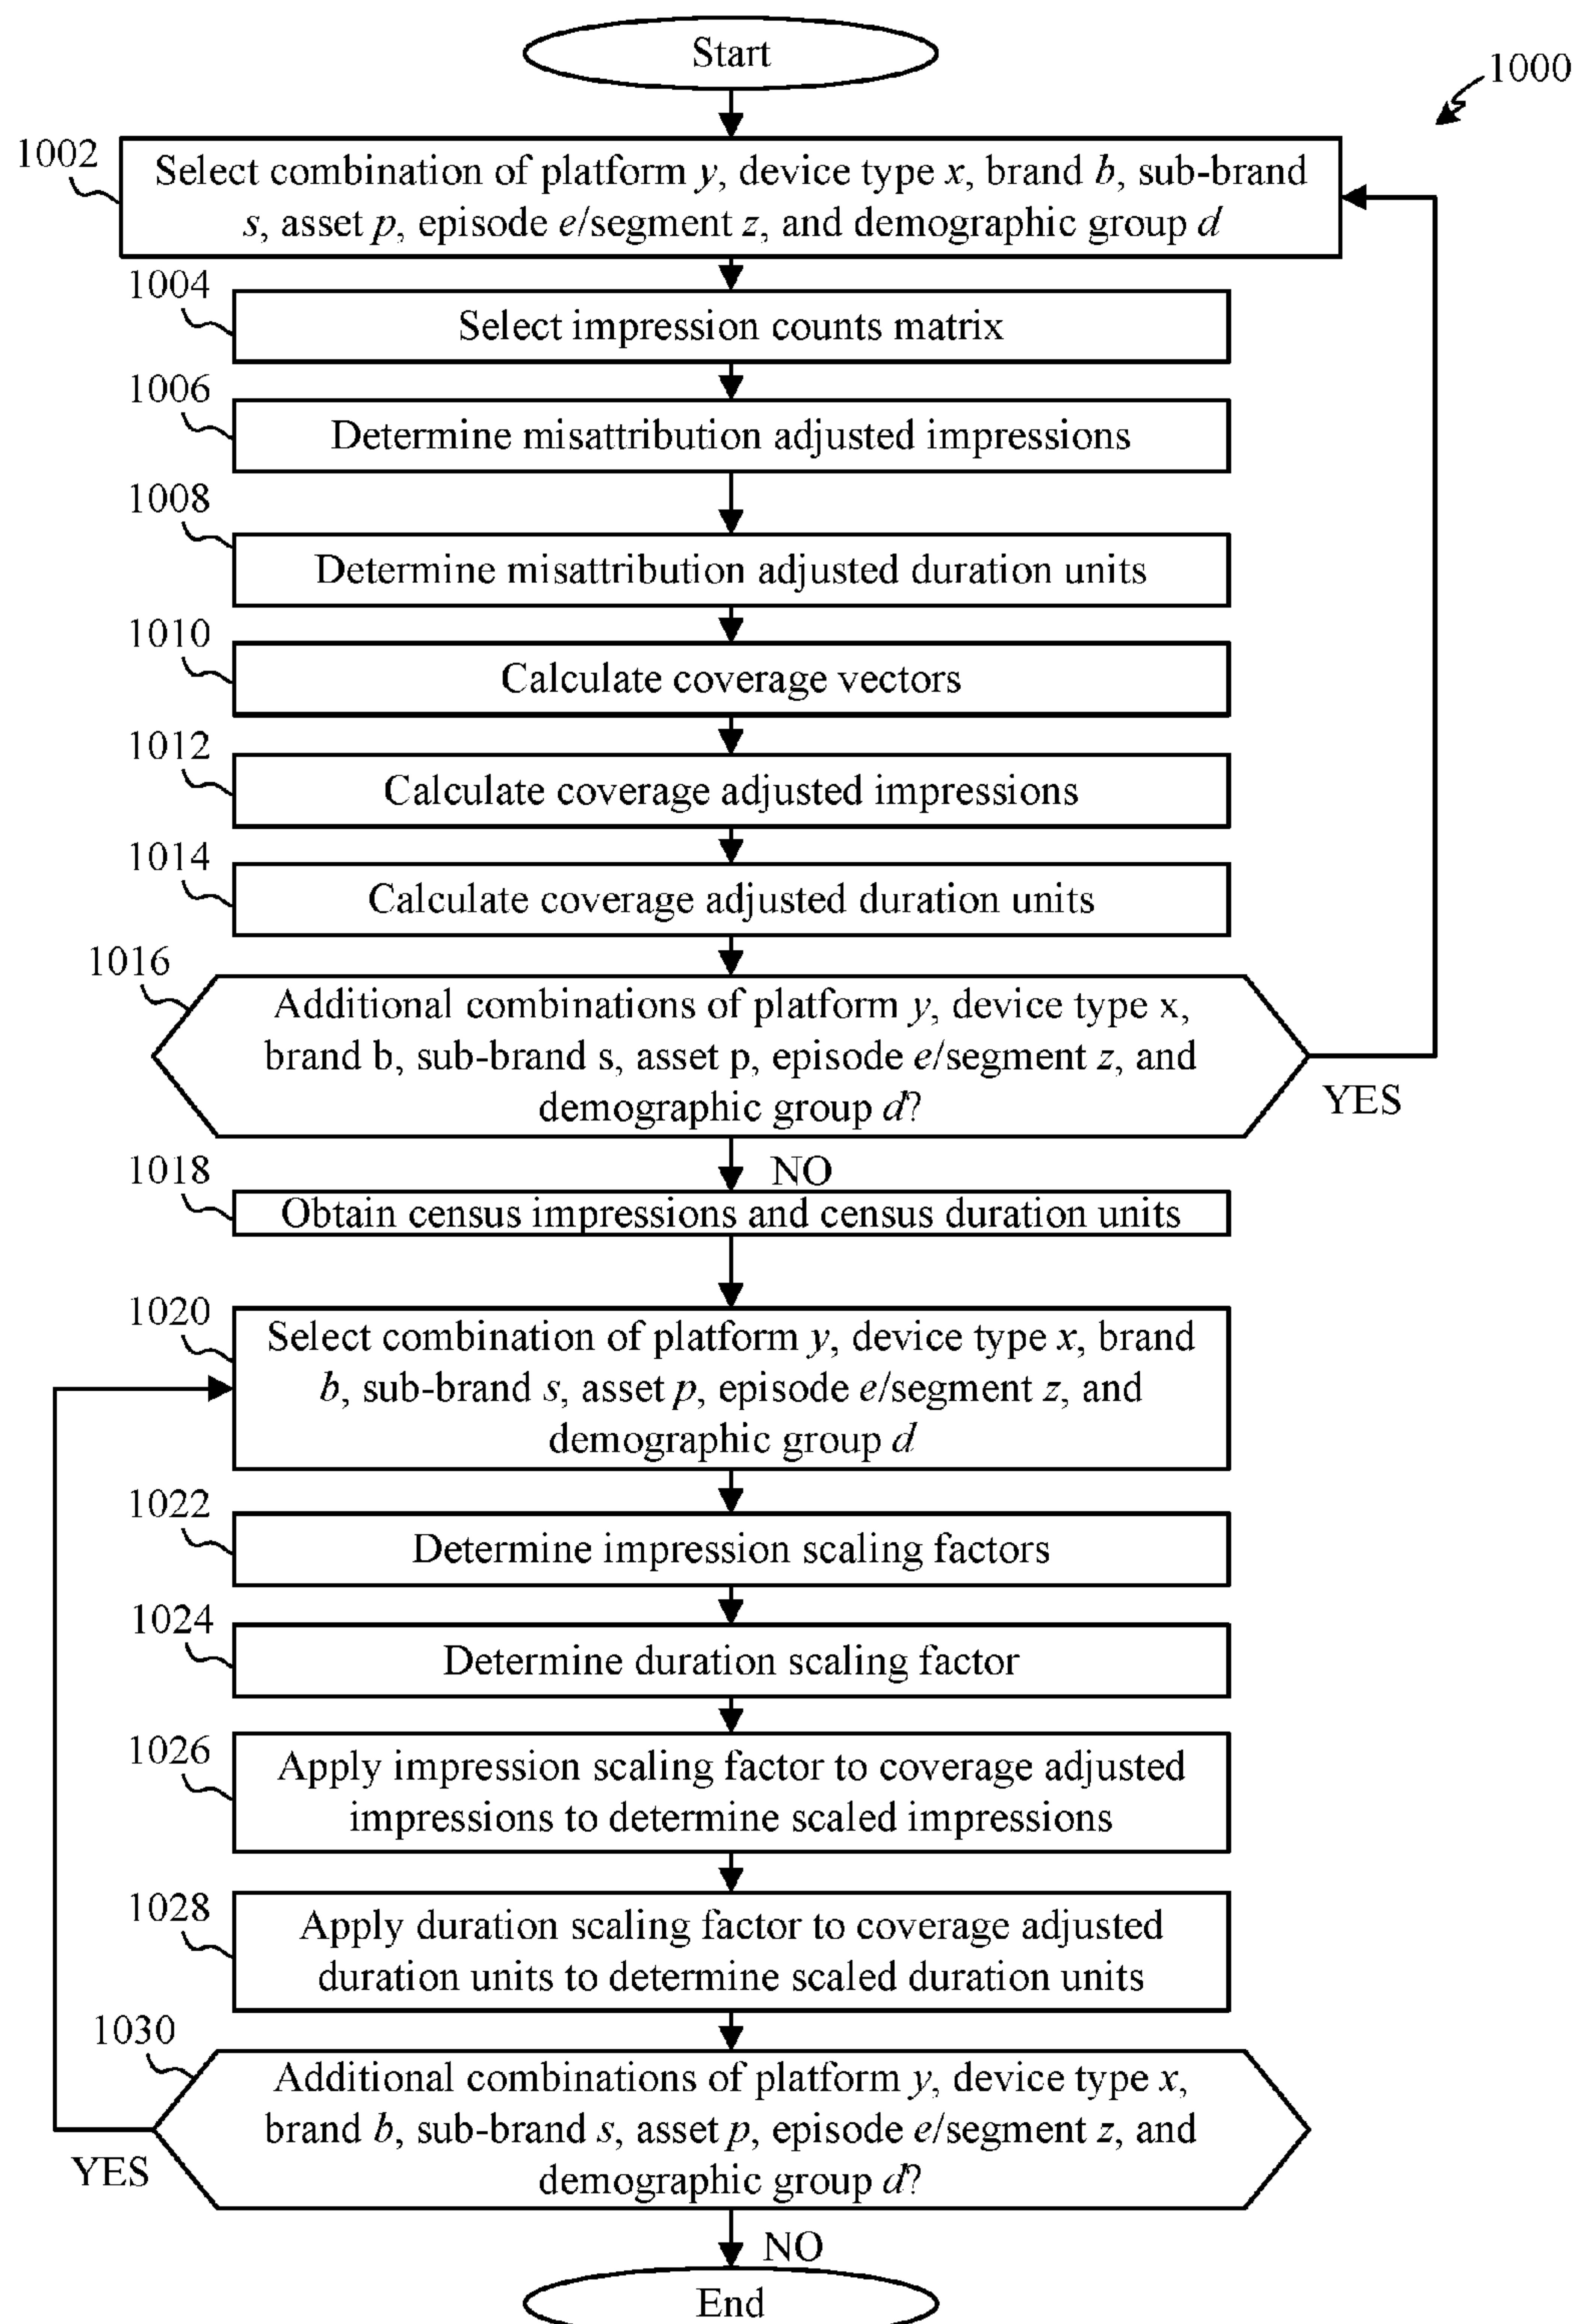 Start
1000
1002
Select combination of platform y, device type x, brand b, sub-brand
s, asset p, episode e/segment z, and demographic group d
1004
Select impression counts matrix
1006
Determine misattribution adjusted impressions
1008
Determine misattribution adjusted duration units
1010
Calculate coverage vectors
1012
Calculate coverage adjusted impressions
1014
Calculate coverage adjusted duration units
1016
Additional combinations of platform y, device type x,
brand b, sub-brand s, asset p, episode e/segment z, and
demographic group d?
YES
NO
1018
Obtain census impressions and census duration units
1020
Select combination of platform y, device type x, brand
b, sub-brand s, asset p, episode e/segment z, and
demographic group d
1022
Determine impression scaling factors
1024
Determine duration scaling factor
1026
Apply impression scaling factor to coverage adjusted
impressions to determine scaled impressions
1028
Apply duration scaling factor to coverage adjusted
duration units to determine scaled duration units
1030
Additional combinations of platform y, device type x,
brand b, sub-brand s, asset p, episode e/segment z, and
demographic group d?
YES
NO
End